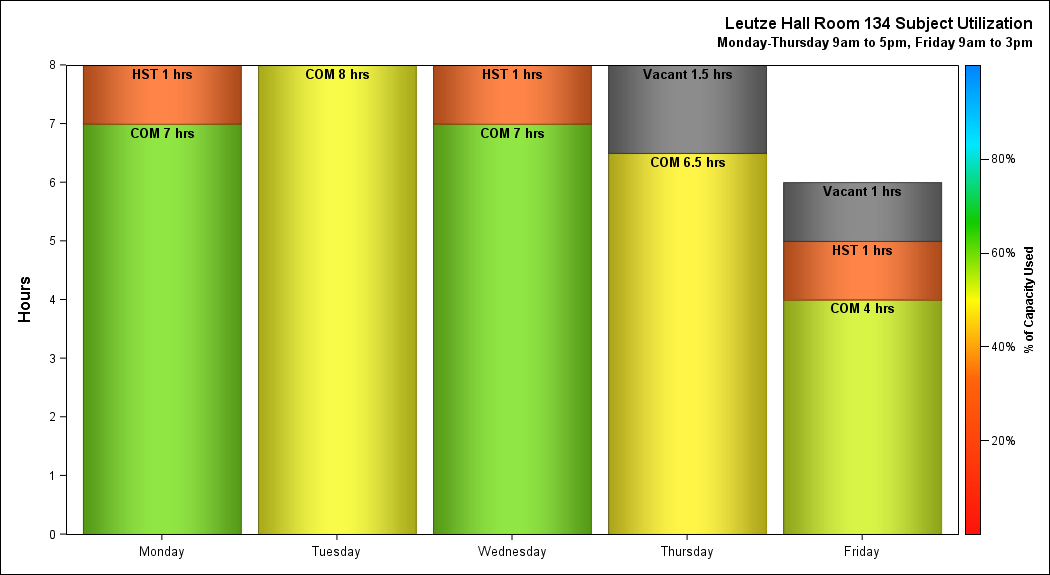 Leutze Hall Room 134 Subject Utilization
Monday-Thursday 9am to 5pm, Friday 9am to 3pm
Hours
8
7
6
5
4
3
2
1
0
HST 1 hrs
COM 7 hrs
COM 8 hrs
HST 1 hrs
COM 7 hrs
Vacant 1.5 hrs
COM 6.5 hrs
Vacant 1 hrs
HST 1 hrs
COM 4 hrs
Monday
Tuesday
Wednesday
Thursday
Friday
80%
60%
40%
20%
% of Capacity Used